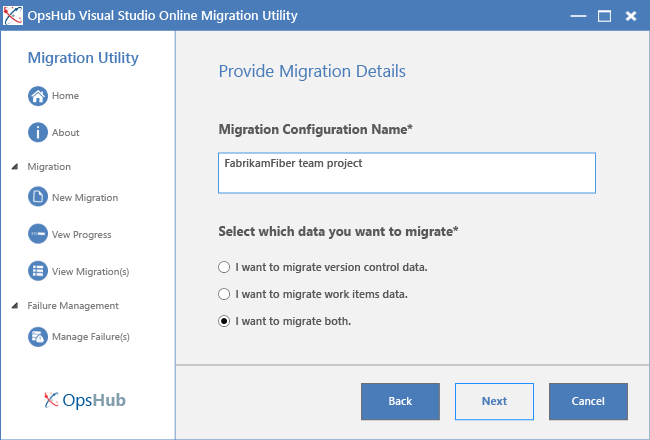 OpsHub Visual Studio Online Migration Utility
Migration Utility
Home
About
Migration
New Migration
Vew Progress
View Migration(s)
Failure Management
Manage Failure(s)
OpsHub
Provide Migration Details
Migration Configuration Name*
FabrikamFiber team project
Select which data you want to migrate*
I want to migrate version control data.
I want to migrate work items data.
I want to migrate both.
Back Next Cancel